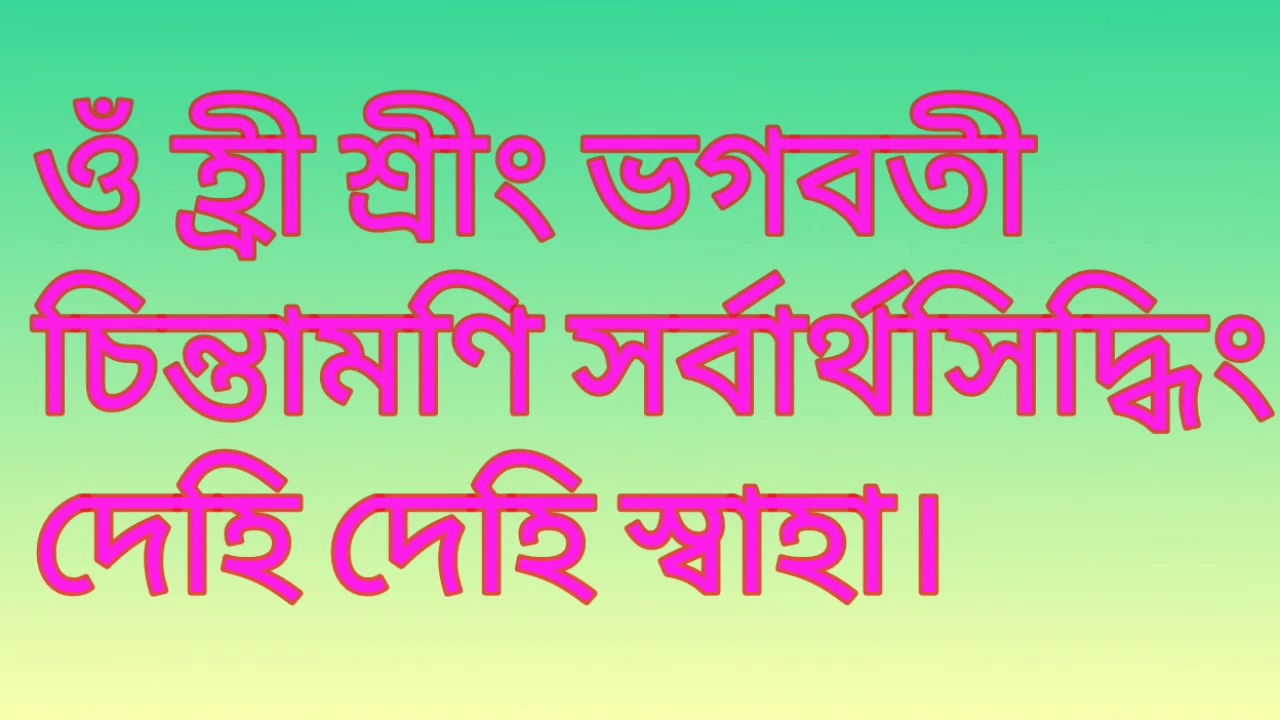 ওঁ হ্রী শ্রীং ভগবতী
চিন্তামণি সর্বার্থসিদ্ধিং
দেহি দেহি স্বাহা।